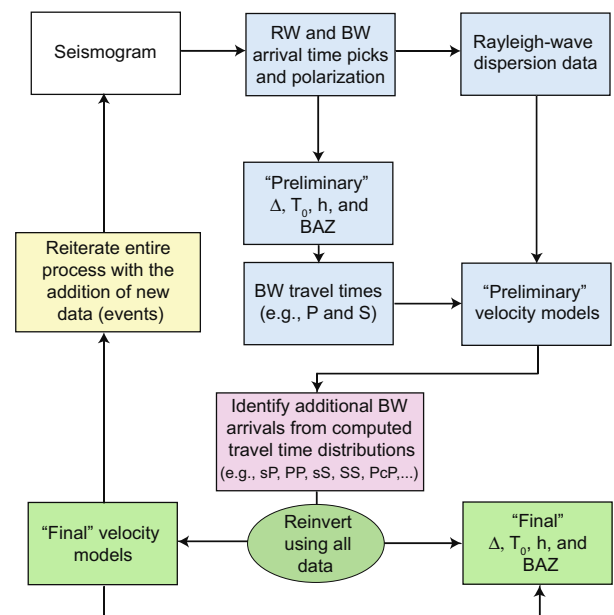 Seismogram
RW and BW
arrival time picks
and polarization
Rayleigh-wave
dispersion data
“Preliminary”
Δ, T₀, h, and
BAZ
Reiterate entire
process with the
addition of new
data (events)
BW travel times
(e.g., P and S)
“Preliminary”
velocity models
Identify additional BW
arrivals from computed
travel time distributions
(e.g., sP, PP, sS, SS, PcP,...)
“Final” velocity
models
Reinvert
using all
data
“Final”
Δ, T₀, h, and
BAZ